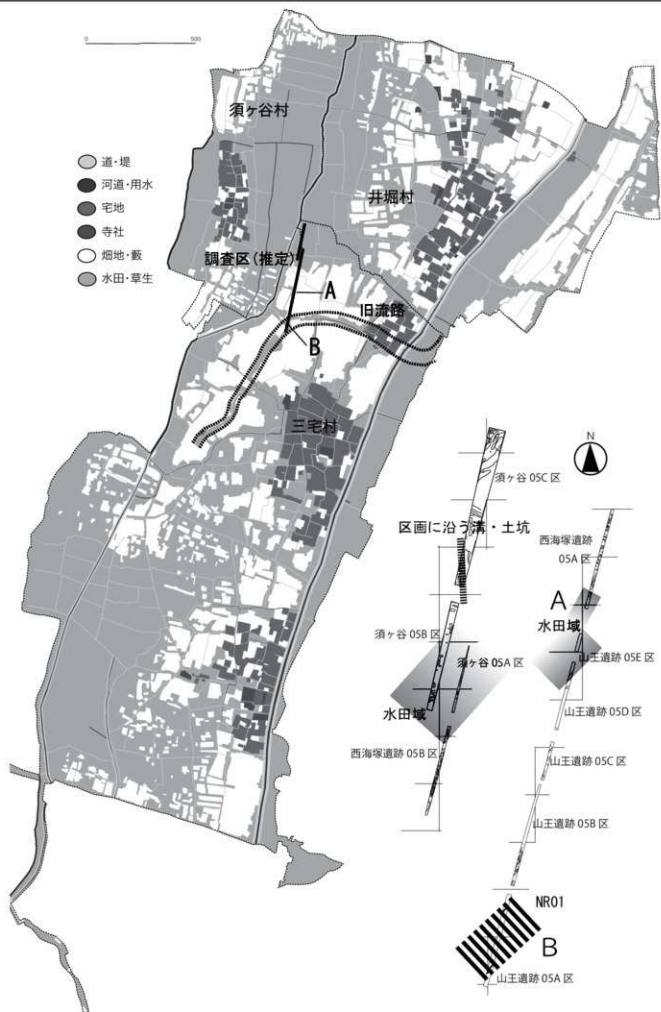 0
500
須ヶ谷村
道・堤
河道・用水
宅地
寺社
畑地・藪
水田・草生
井堀村
調査区(推定)
A
旧流路
B
三宅村
N
須ヶ谷 05C 区
区画に沿う溝・土坑
西海塚遺跡
05A 区
A
須ヶ谷 05B 区
水田域
須ヶ谷 05A 区
山王遺跡 05E 区
水田域
山王遺跡 05D 区
西海塚遺跡 05B 区
山王遺跡 05C 区
山王遺跡 05B 区
NR01
B
山王遺跡 05A 区